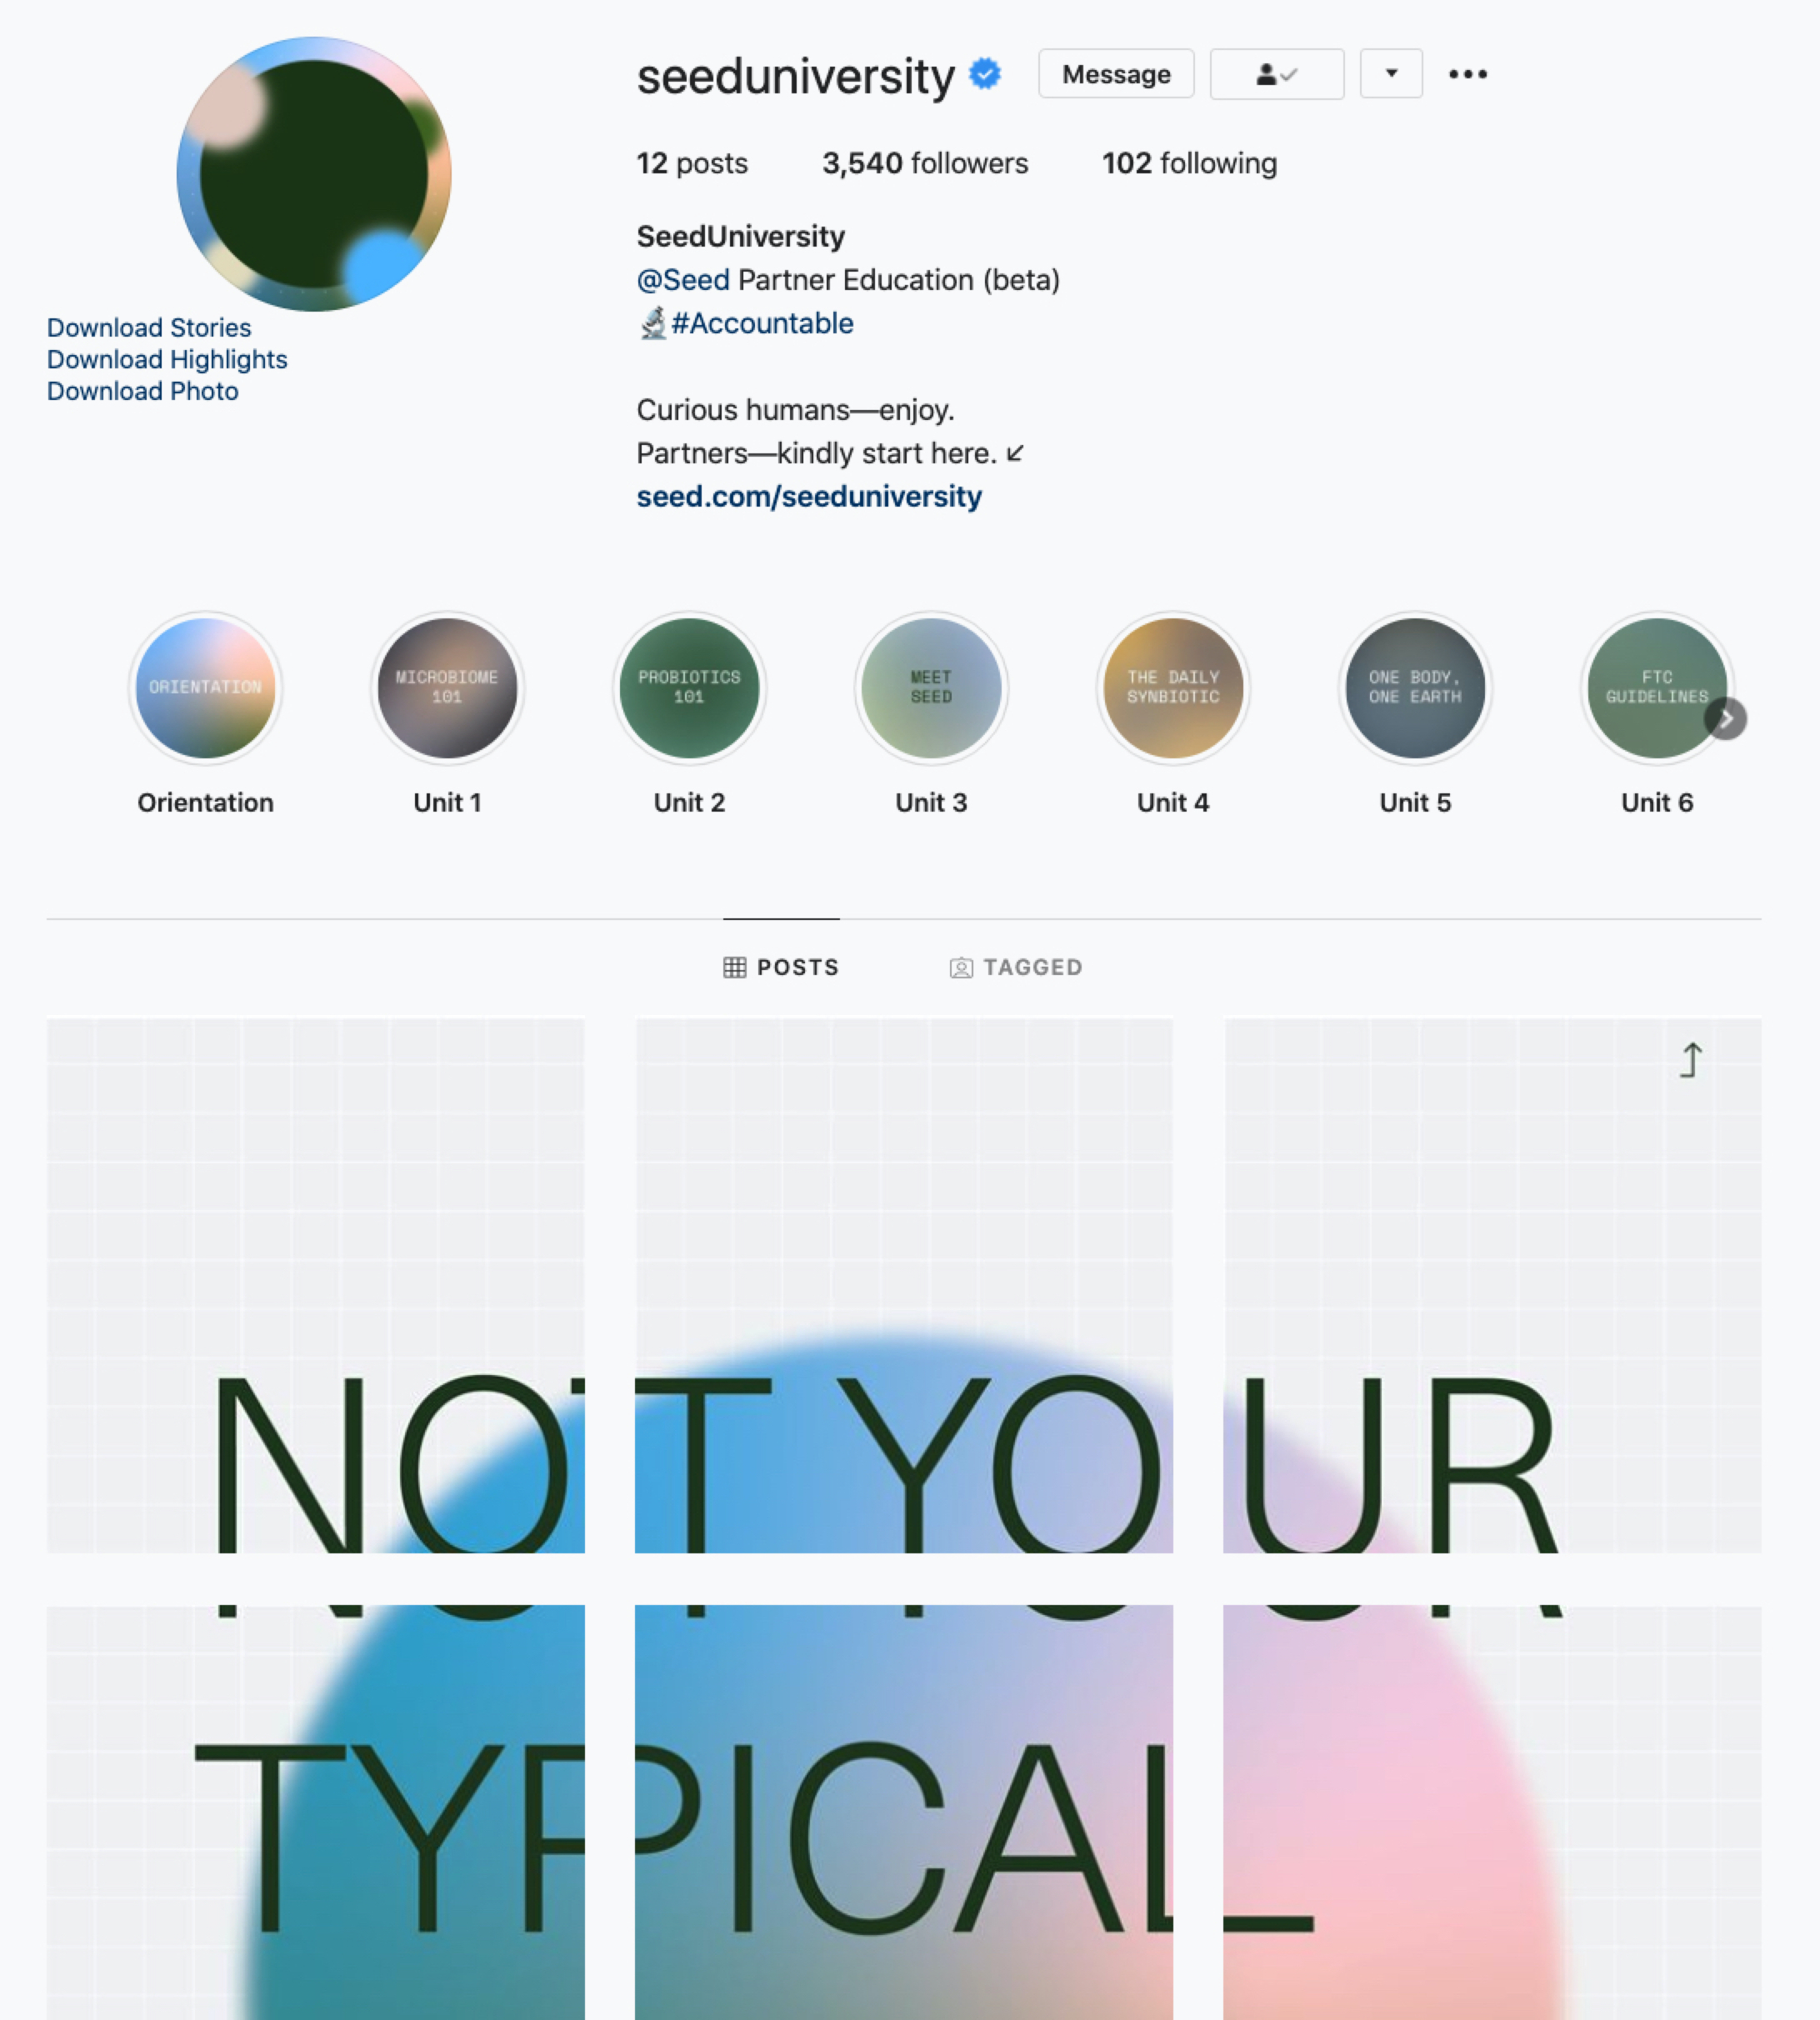 seeduniversity
Message
12 posts 3,540 followers 102 following
SeedUniversity
@Seed Partner Education (beta)
🔬#Accountable
Curious humans—enjoy.
Partners—kindly start here. ↙
seed.com/seeduniversity
Download Stories
Download Highlights
Download Photo
ORIENTATION
Orientation
MICROBIOME
101
Unit 1
PROBIOTICS
101
Unit 2
MEET
SEED
Unit 3
THE DAILY
SYNBIOTIC
Unit 4
ONE BODY,
ONE EARTH
Unit 5
FTC
GUIDELINES
Unit 6
POSTS TAGGED
NOT YOUR
TYPICAL